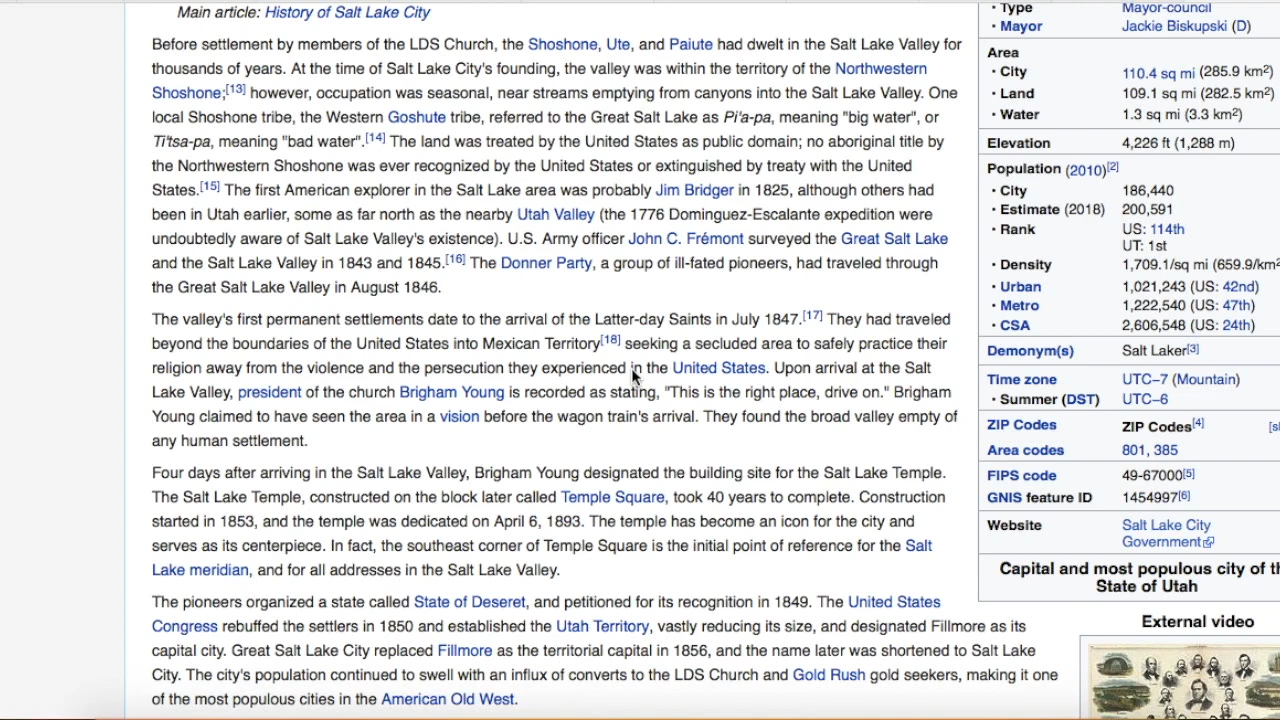 Main article: History of Salt Lake City
Before settlement by members of the LDS Church, the Shoshone, Ute, and Paiute had dwelt in the Salt Lake Valley for
thousands of years. At the time of Salt Lake City's founding, the valley was within the territory of the Northwestern
Shoshone;[13] however, occupation was seasonal, near streams emptying from canyons into the Salt Lake Valley. One
local Shoshone tribe, the Western Goshute tribe, referred to the Great Salt Lake as Pi'a-pa, meaning "big water", or
Ti'tsa-pa, meaning "bad water".[14] The land was treated by the United States as public domain; no aboriginal title by
the Northwestern Shoshone was ever recognized by the United States or extinguished by treaty with the United
States.[15] The first American explorer in the Salt Lake area was probably Jim Bridger in 1825, although others had
been in Utah earlier, some as far north as the nearby Utah Valley (the 1776 Dominguez-Escalante expedition were
undoubtedly aware of Salt Lake Valley's existence). U.S. Army officer John C. Frémont surveyed the Great Salt Lake
and the Salt Lake Valley in 1843 and 1845.[16] The Donner Party, a group of ill-fated pioneers, had traveled through
the Great Salt Lake Valley in August 1846.
The valley's first permanent settlements date to the arrival of the Latter-day Saints in July 1847.[17] They had traveled
beyond the boundaries of the United States into Mexican Territory[18] seeking a secluded area to safely practice their
religion away from the violence and the persecution they experienced in the United States. Upon arrival at the Salt
Lake Valley, president of the church Brigham Young is recorded as stating, "This is the right place, drive on." Brigham
Young claimed to have seen the area in a vision before the wagon train's arrival. They found the broad valley empty of
any human settlement.
Four days after arriving in the Salt Lake Valley, Brigham Young designated the building site for the Salt Lake Temple.
The Salt Lake Temple, constructed on the block later called Temple Square, took 40 years to complete. Construction
started in 1853, and the temple was dedicated on April 6, 1893. The temple has become an icon for the city and
serves as its centerpiece. In fact, the southeast corner of Temple Square is the initial point of reference for the Salt
Lake meridian, and for all addresses in the Salt Lake Valley.
The pioneers organized a state called State of Deseret, and petitioned for its recognition in 1849. The United States
Congress rebuffed the settlers in 1850 and established the Utah Territory, vastly reducing its size, and designated Fillmore as its
capital city. Great Salt Lake City replaced Fillmore as the territorial capital in 1856, and the name later was shortened to Salt Lake
City. The city's population continued to swell with an influx of converts to the LDS Church and Gold Rush gold seekers, making it one
of the most populous cities in the American Old West.
• Type Mayor-council
• Mayor Jackie Biskupski (D)
Area
• City 110.4 sq mi (285.9 km2)
• Land 109.1 sq mi (282.5 km2)
• Water 1.3 sq mi (3.3 km2)
Elevation 4,226 ft (1,288 m)
Population (2010)[2]
• City 186,440
• Estimate (2018) 200,591
• Rank US: 114th
UT: 1st
• Density 1,709.1/sq mi (659.9/km2
• Urban 1,021,243 (US: 42nd)
• Metro 1,222,540 (US: 47th)
• CSA 2,606,548 (US: 24th)
Demonym(s) Salt Laker[3]
Time zone UTC–7 (Mountain)
• Summer (DST) UTC–6
ZIP Codes ZIP Codes[4]
Area codes 801, 385
FIPS code 49-67000[5]
GNIS feature ID 1454997[6]
Website Salt Lake City
Government
Capital and most populous city of
State of Utah
External video